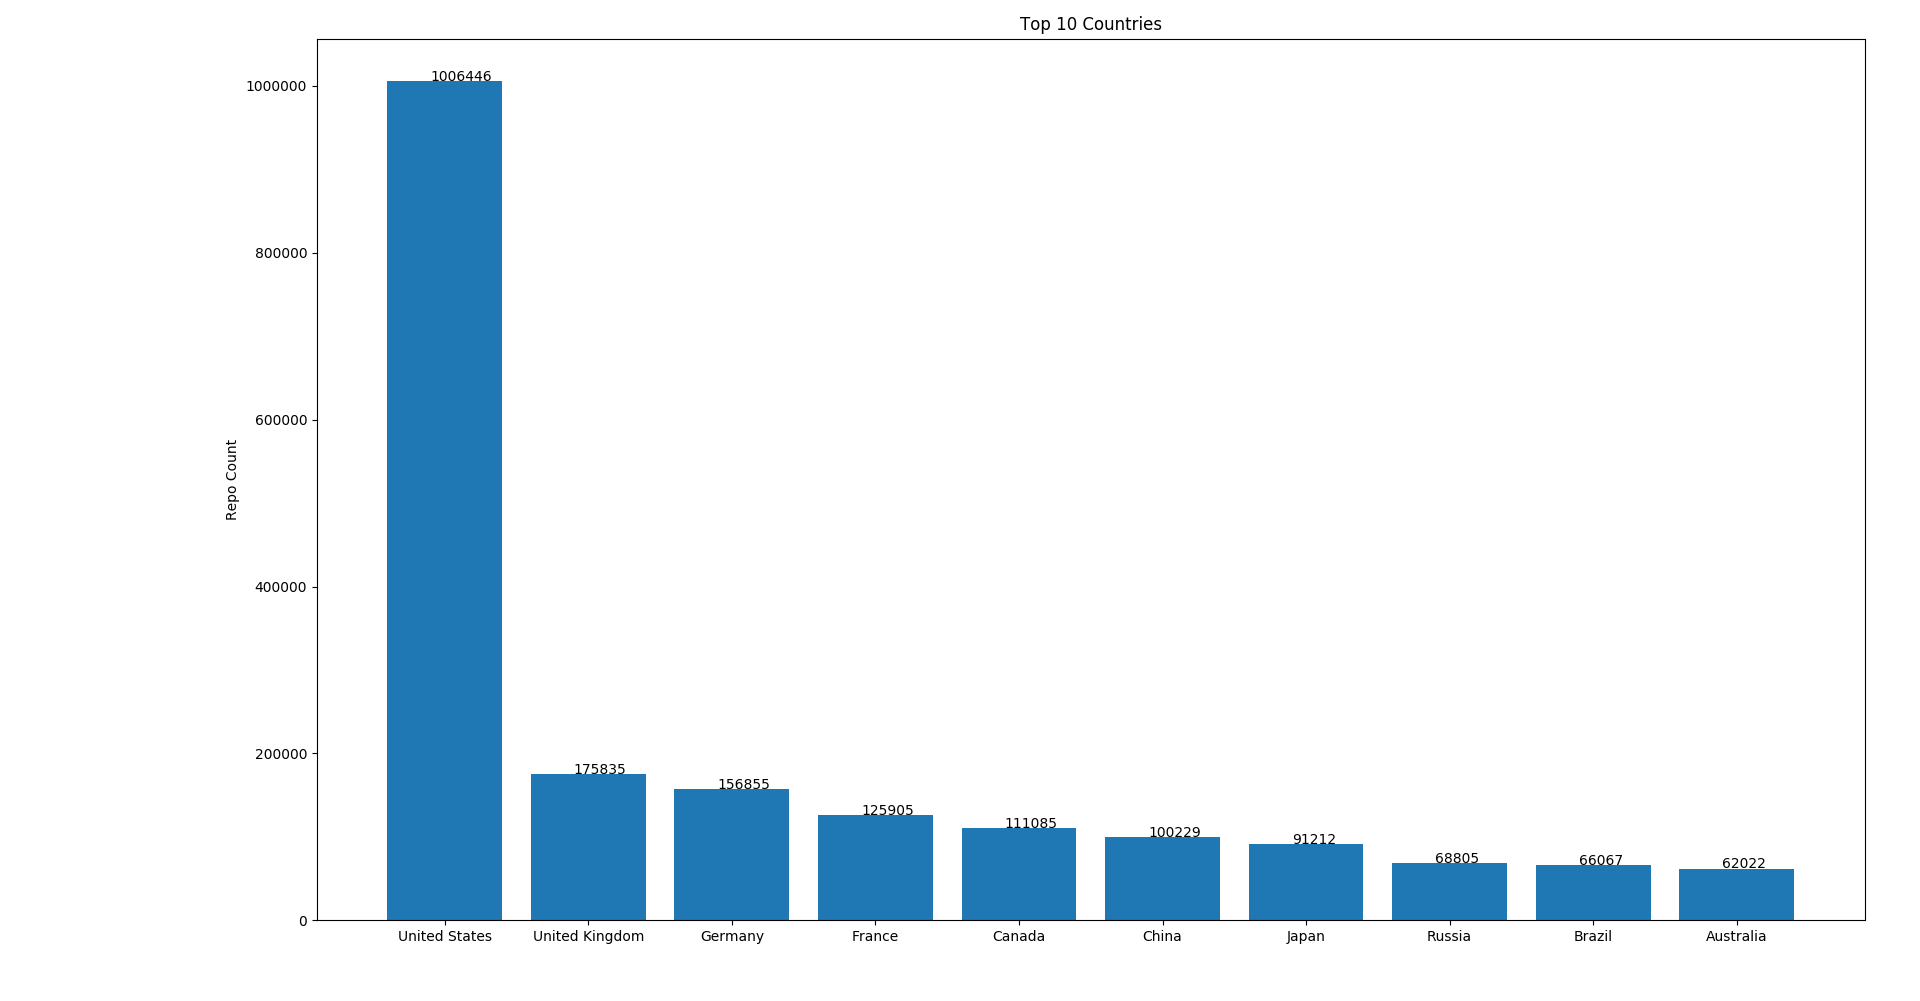 Top 10 Countries
Repo Count
1000000
800000
600000
400000
200000
0
1006446
175835
156855
125905
111085
100229
91212
68805
66067
62022
United States
United Kingdom
Germany
France
Canada
China
Japan
Russia
Brazil
Australia